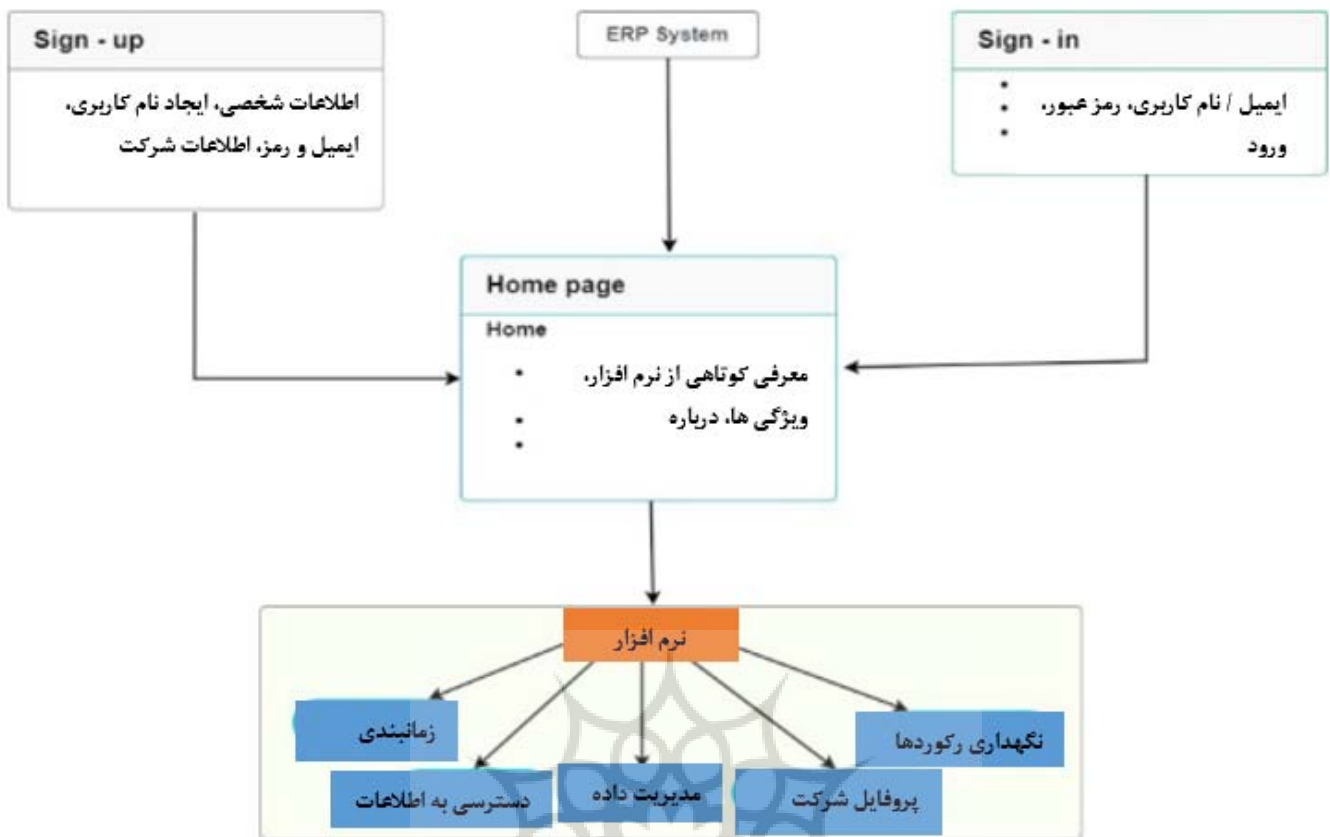 Sign - up
اطلاعات شخصی، ایجاد نام کاربری،
ایمیل و رمز، اطلاعات شرکت
ERP System
Sign - in
ایمیل / نام کاربری، رمز عبور،
ورود
Home page
Home
معرفی کوتاهی از نرم افزار،
ویژگی ها، درباره
نرم افزار
زمانبندی
نگهداری رکوردها
دسترسی به اطلاعات
مدیریت داده
پروفایل شرکت